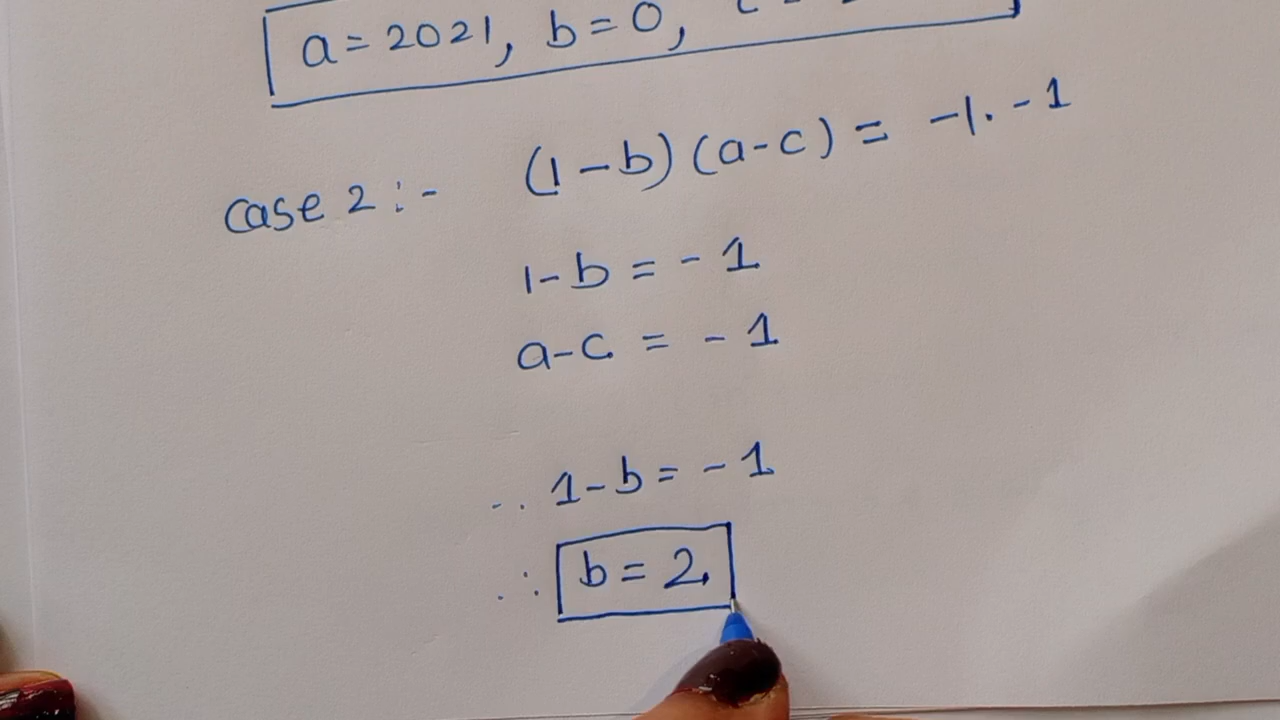 a = 2021, b = 0,
Case 2 :- (1 - b) (a - c) = -1. -1
1 - b = - 1
a - c = - 1
∴ 1 - b = - 1
∴ b = 2